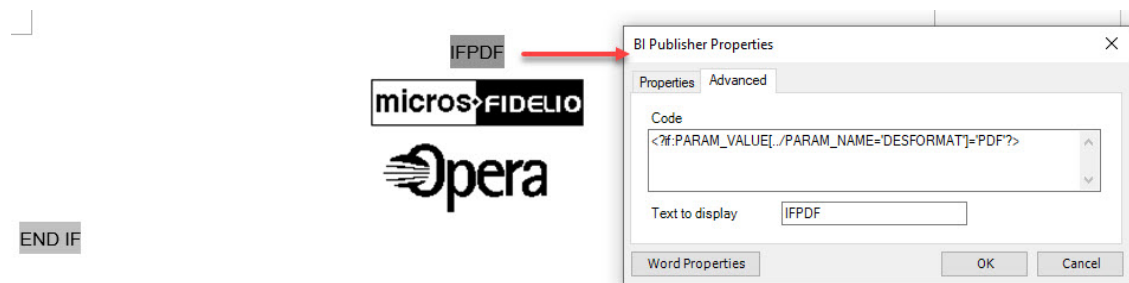 IFPDF
micros FIDELIO
Opera
END IF
BI Publisher Properties
Properties Advanced
Code
<?if:PARAM_VALUE[../PARAM_NAME='DESFORMAT']='PDF'?>
Text to display IFPDF
Word Properties OK Cancel